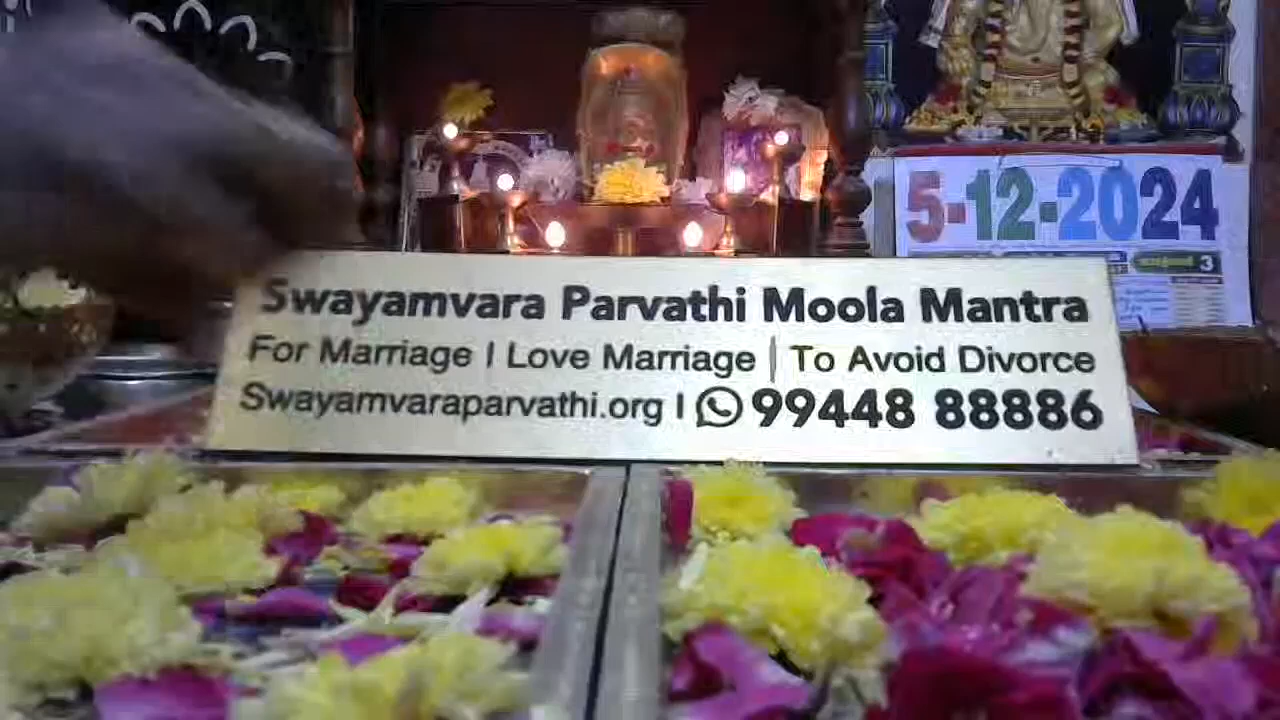 5-12-2024
3
Swayamvara Parvathi Moola Mantra
For Marriage | Love Marriage | To Avoid Divorce
Swayamvaraparvathi.org | 99448 88886